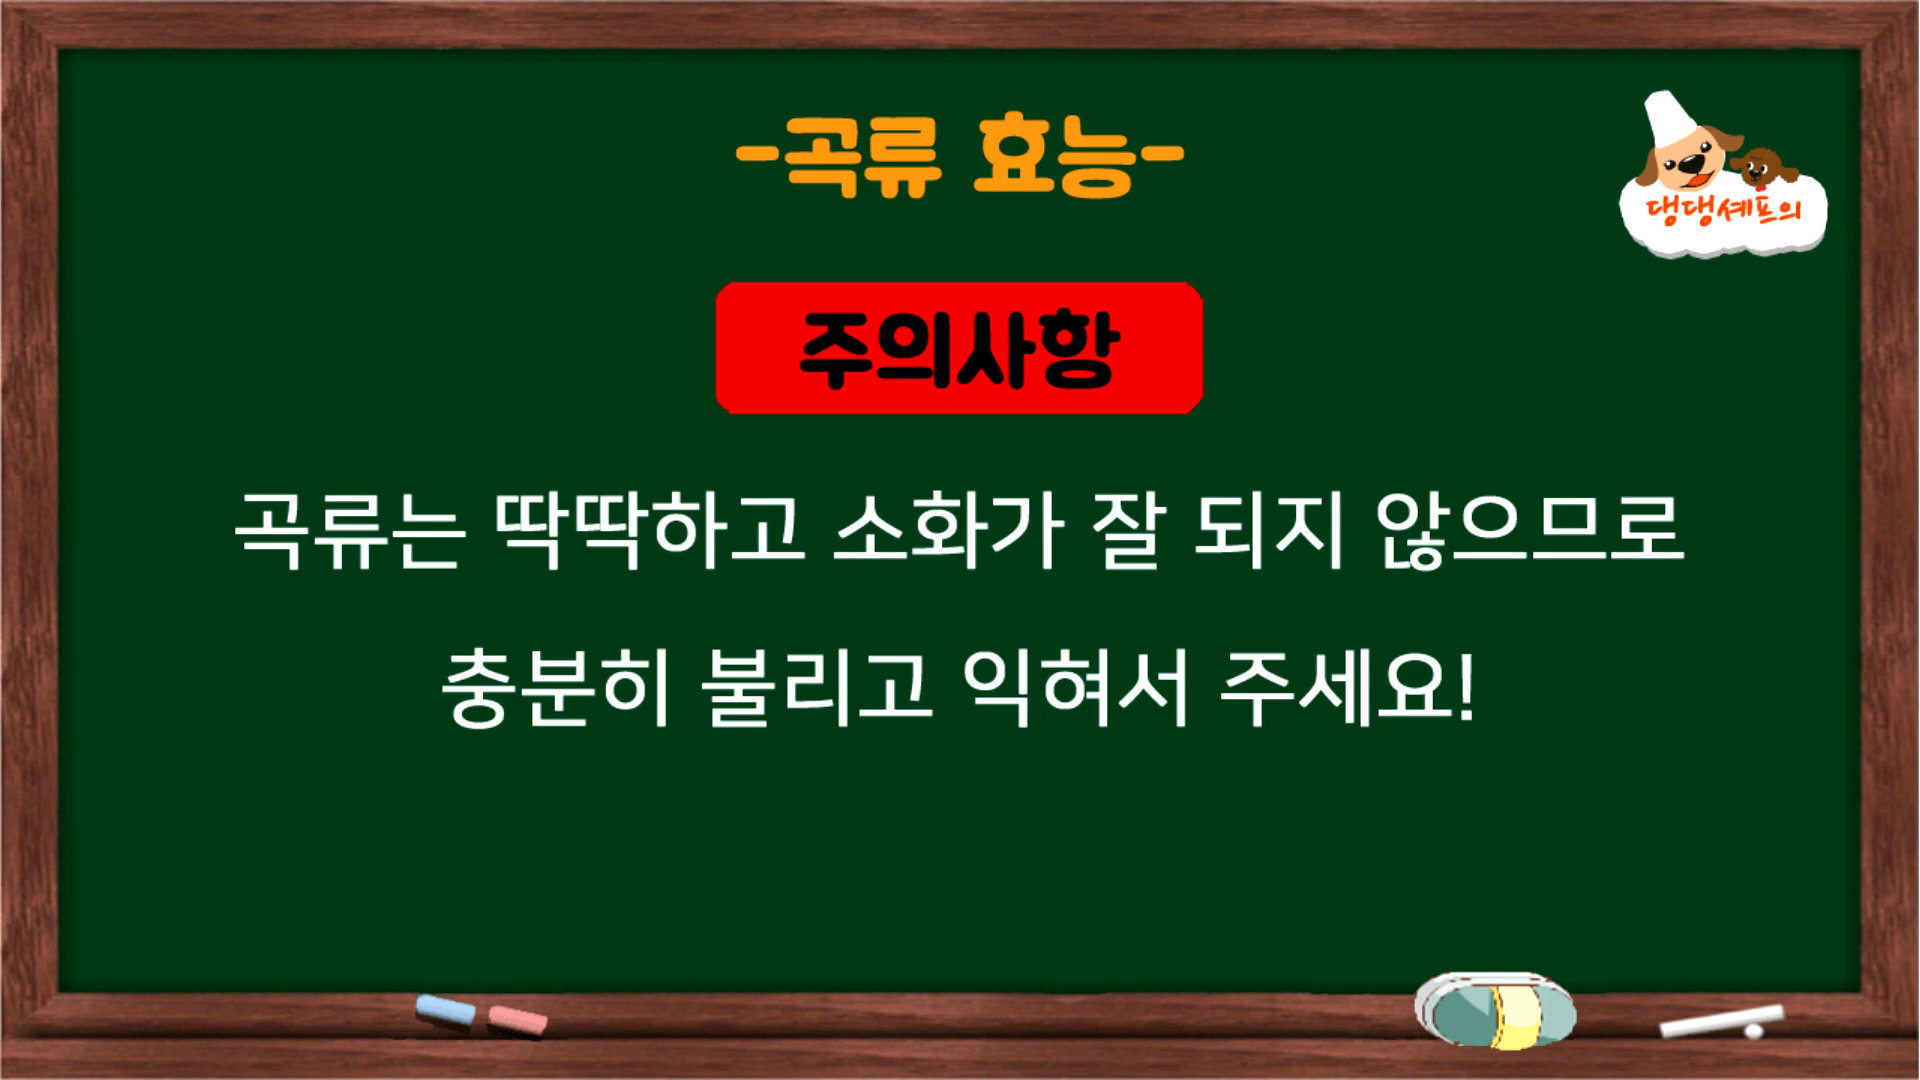 -곡류 효능-
댕댕셰프의
주의사항
곡류는 딱딱하고 소화가 잘 되지 않으므로
충분히 불리고 익혀서 주세요!